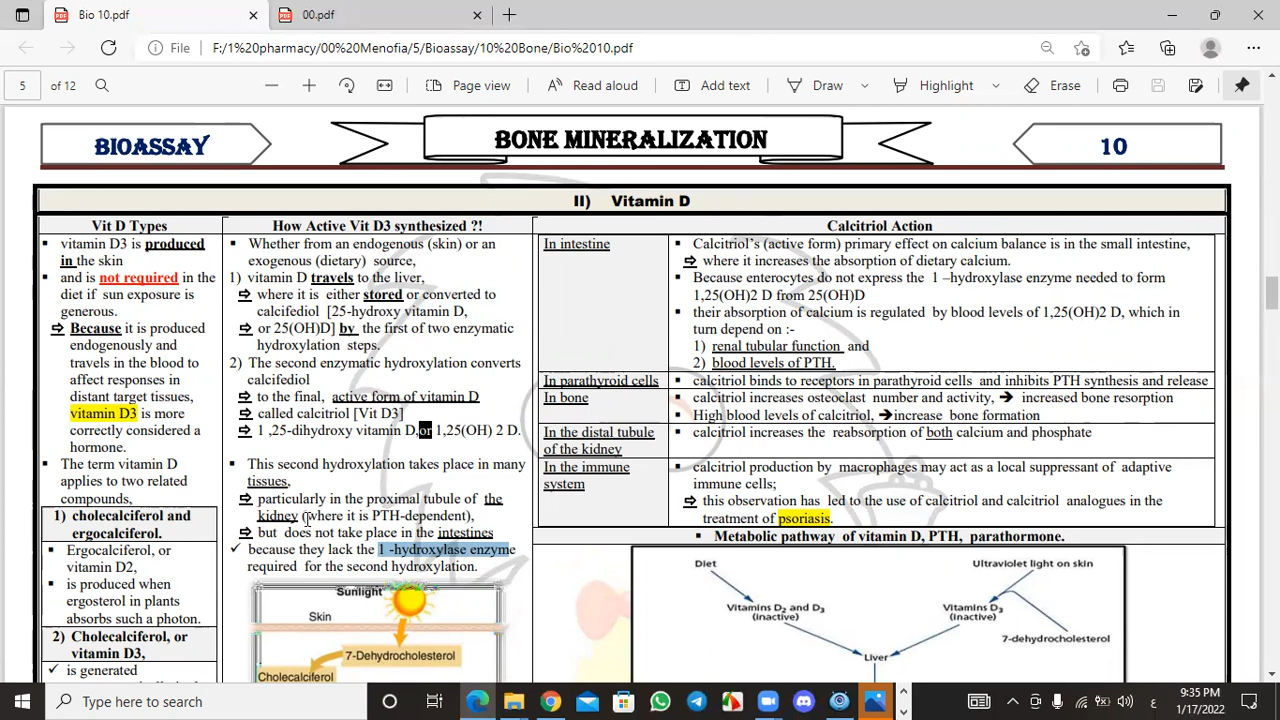 Bio 10.pdf
00.pdf
File
F:/1%20pharmacy/00%20Menofia/5/Bioassay/10%20Bone/Bio%2010.pdf
5
of 12
Page view
Read aloud
Add text
Draw
Highlight
Erase
BIOASSAY
BONE MINERALIZATION
10
II) Vitamin D
Vit D Types
vitamin D3 is produced
in the skin
and is not required in the
diet if sun exposure is
generous.
Because it is produced
endogenously and
travels in the blood to
affect responses in
distant target tissues,
vitamin D3 is more
correctly considered a
hormone.
The term vitamin D
applies to two related
compounds,
1) cholecalciferol and
ergocalciferol.
Ergocalciferol, or
vitamin D2,
is produced when
ergosterol in plants
absorbs such a photon.
2) Cholecalciferol, or
vitamin D3,
✓ is generated
How Active Vit D3 synthesized ?!
Whether from an endogenous (skin) or an
exogenous (dietary) source,
1) vitamin D travels to the liver,
where it is either stored or converted to
calcifediol [25-hydroxy vitamin D,
or 25(OH)D] by the first of two enzymatic
hydroxylation steps.
2) The second enzymatic hydroxylation converts
calcifediol
to the final, active form of vitamin D
called calcitriol [Vit D3]
1 ,25-dihydroxy vitamin D,or 1,25(OH) 2 D.
This second hydroxylation takes place in many
tissues,
particularly in the proximal tubule of the
kidney (where it is PTH-dependent),
but does not take place in the intestines
✓ because they lack the 1 -hydroxylase enzyme
required for the second hydroxylation.
Sunlight
Skin
7-Dehydrocholesterol
Cholecalciferol
Calcitriol Action
In intestine
Calcitriol's (active form) primary effect on calcium balance is in the small intestine,
where it increases the absorption of dietary calcium.
Because enterocytes do not express the 1 –hydroxylase enzyme needed to form
1,25(OH)2 D from 25(OH)D
their absorption of calcium is regulated by blood levels of 1,25(OH)2 D, which in
turn depend on :-
1) renal tubular function and
2) blood levels of PTH.
In parathyroid cells
calcitriol binds to receptors in parathyroid cells and inhibits PTH synthesis and release
In bone
calcitriol increases osteoclast number and activity, ➔ increased bone resorption
High blood levels of calcitriol, ➔increase bone formation
In the distal tubule
of the kidney
calcitriol increases the reabsorption of both calcium and phosphate
In the immune
system
calcitriol production by macrophages may act as a local suppressant of adaptive
immune cells;
this observation has led to the use of calcitriol and calcitriol analogues in the
treatment of psoriasis.
Metabolic pathway of vitamin D, PTH, parathormone.
Diet
Ultraviolet light on skin
Vitamins D2 and D3
(inactive)
Vitamins D3
(inactive)
7-dehydrocholesterol
Liver
Type here to search
ع
9:35 PM
1/17/2022